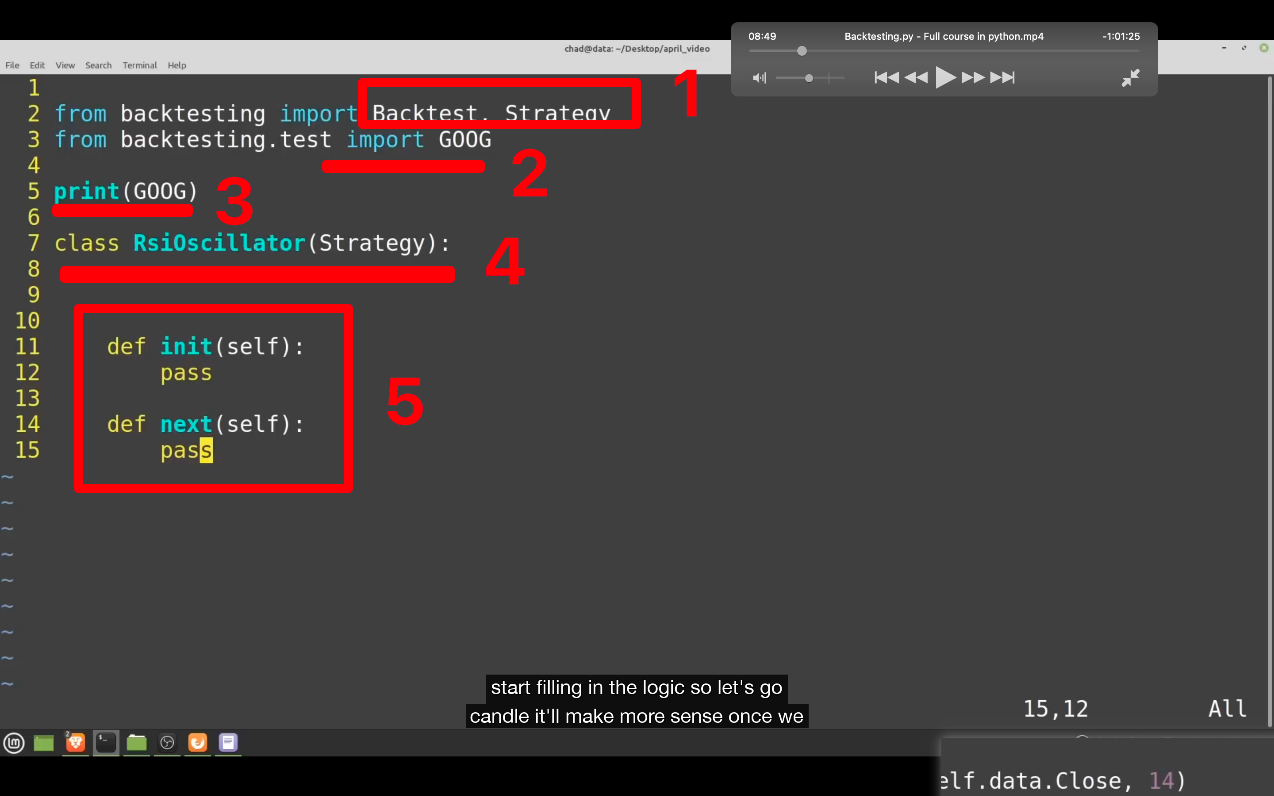 chad@data: ~/Desktop/april_video
08:49 Backtesting.py - Full course in python.mp4 -1:01:25
File Edit View Search Terminal Help
1
2 from backtesting import Backtest, Strategy
3 from backtesting.test import GOOG
4
5 print(GOOG)
6
7 class RsiOscillator(Strategy):
8
9
10
11 def init(self):
12 pass
13
14 def next(self):
15 pass
~
~
~
~
~
~
~
~
~
1
2
3
4
5
start filling in the logic so let's go
candle it'll make more sense once we
15,12 All
2
elf.data.Close, 14)